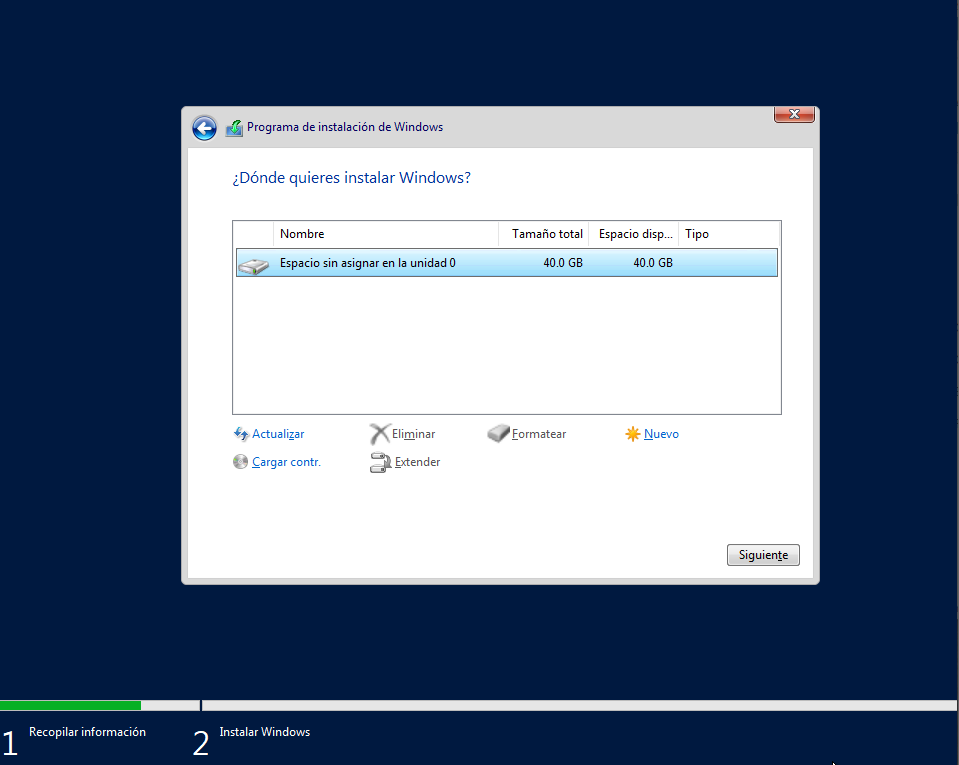 Programa de instalación de Windows
¿Dónde quieres instalar Windows?
Nombre Tamaño total Espacio disp... Tipo
Espacio sin asignar en la unidad 0 40.0 GB 40.0 GB
Actualizar Eliminar Formatear Nuevo
Cargar contr. Extender
Siguiente
1 Recopilar información 2 Instalar Windows